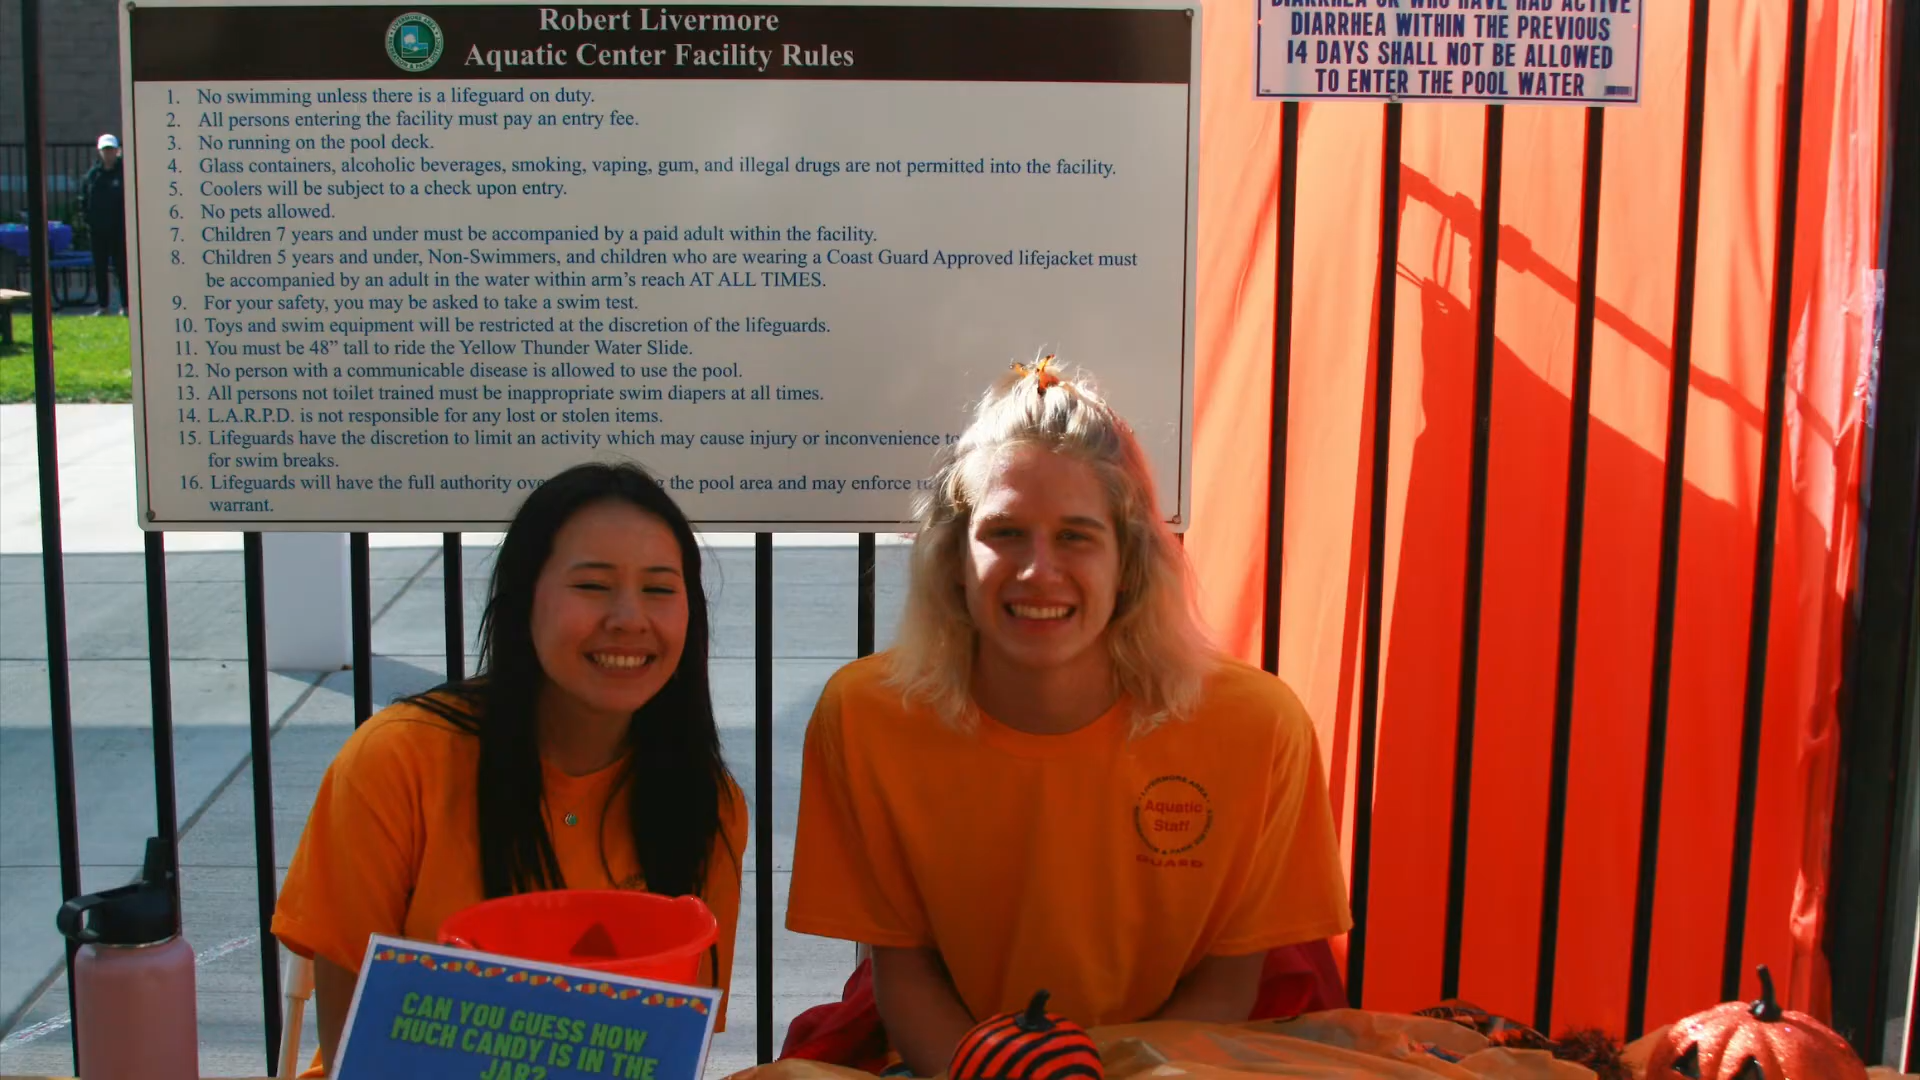 Robert Livermore
Aquatic Center Facility Rules
1. No swimming unless there is a lifeguard on duty.
2. All persons entering the facility must pay an entry fee.
3. No running on the pool deck.
4. Glass containers, alcoholic beverages, smoking, vaping, gum, and illegal drugs are not permitted into the facility.
5. Coolers will be subject to a check upon entry.
6. No pets allowed.
7. Children 7 years and under must be accompanied by a paid adult within the facility.
8. Children 5 years and under, Non-Swimmers, and children who are wearing a Coast Guard Approved lifejacket must
be accompanied by an adult in the water within arm's reach AT ALL TIMES.
9. For your safety, you may be asked to take a swim test.
10. Toys and swim equipment will be restricted at the discretion of the lifeguards.
11. You must be 48” tall to ride the Yellow Thunder Water Slide.
12. No person with a communicable disease is allowed to use the pool.
13. All persons not toilet trained must be inappropriate swim diapers at all times.
14. L.A.R.P.D. is not responsible for any lost or stolen items.
15. Lifeguards have the discretion to limit an activity which may cause injury or inconvenience
for swim breaks.
16. Lifeguards will have the full authority the pool area and may enforce
warrant.
DIARRHEA OR WHO HAVE HAD ACTIVE
DIARRHEA WITHIN THE PREVIOUS
14 DAYS SHALL NOT BE ALLOWED
TO ENTER THE POOL WATER
LIVERMORE AREA
Aquatic
Staff
& PARK
GUARD
CAN YOU GUESS HOW
MUCH CANDY IS IN THE
JAR?